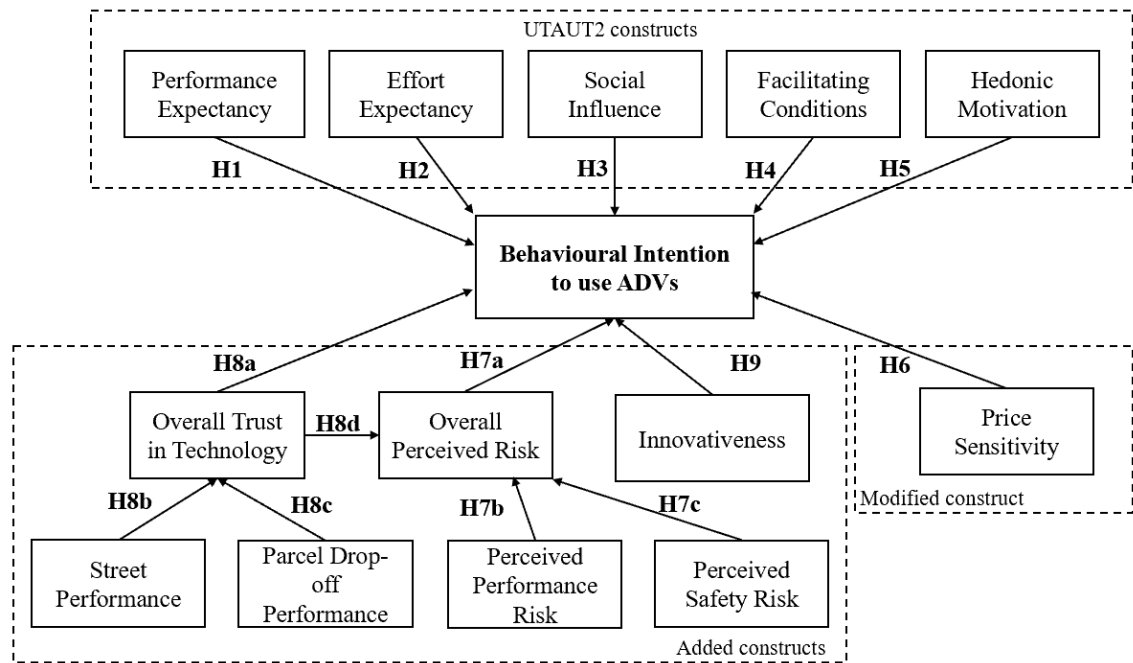 UTAUT2 constructs
Performance
Expectancy
Effort
Expectancy
Social
Influence
Facilitating
Conditions
Hedonic
Motivation
H1
H2
H3
H4
H5
Behavioural Intention
to use ADVs
H8a
H7a
H9
H6
Overall Trust
in Technology
H8d
Overall
Perceived Risk
Innovativeness
Price
Sensitivity
Modified construct
H8b
H8c
H7b
H7c
Street
Performance
Parcel Drop-
off
Performance
Perceived
Performance
Risk
Perceived
Safety Risk
Added constructs